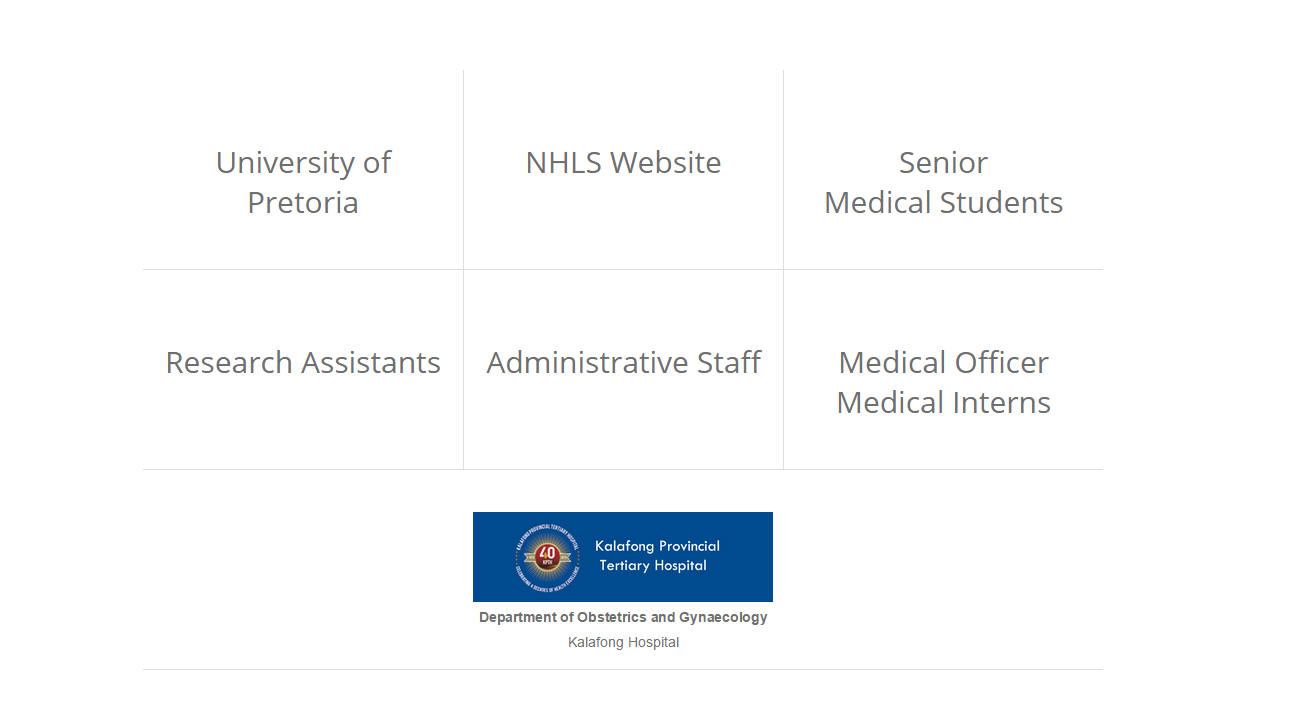 University of
Pretoria
NHLS Website
Senior
Medical Students
Research Assistants
Administrative Staff
Medical Officer
Medical Interns
KALAFONG PROVINCIAL TERTIARY HOSPITAL
40
KPTH
CELEBRATING 4 DECADES OF HEALTH EXCELLENCE
Kalafong Provincial
Tertiary Hospital
Department of Obstetrics and Gynaecology
Kalafong Hospital